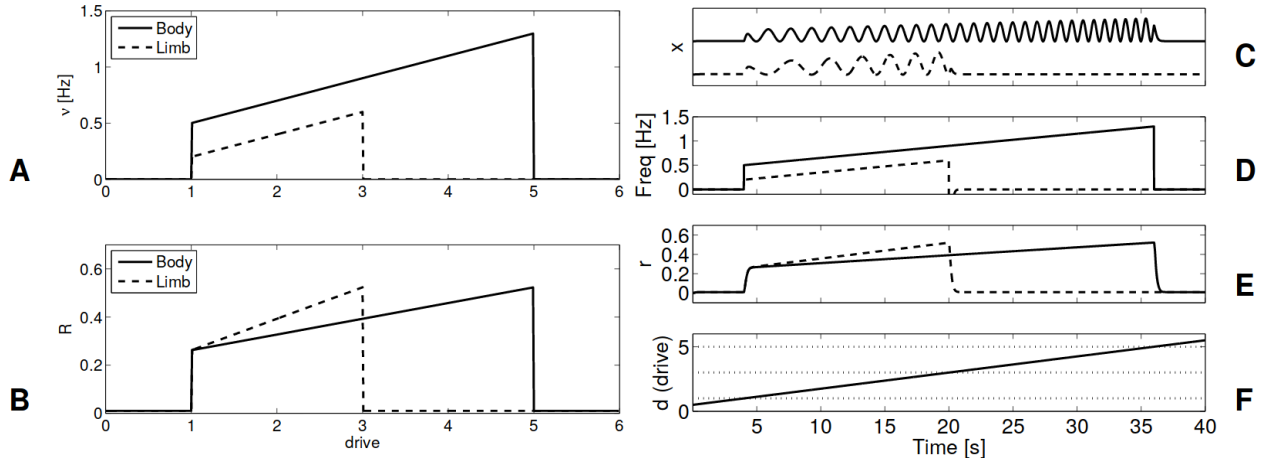 A
ν [Hz]
1.5
1
0.5
0
Body
Limb
0 1 2 3 4 5 6
B
R
0.6
0.4
0.2
0
Body
Limb
0 1 2 3 4 5 6
drive
x
C
Freq [Hz]
1.5
1
0.5
0
D
r
0.6
0.4
0.2
0
E
d (drive)
5
0
F
5 10 15 20 25 30 35 40
Time [s]